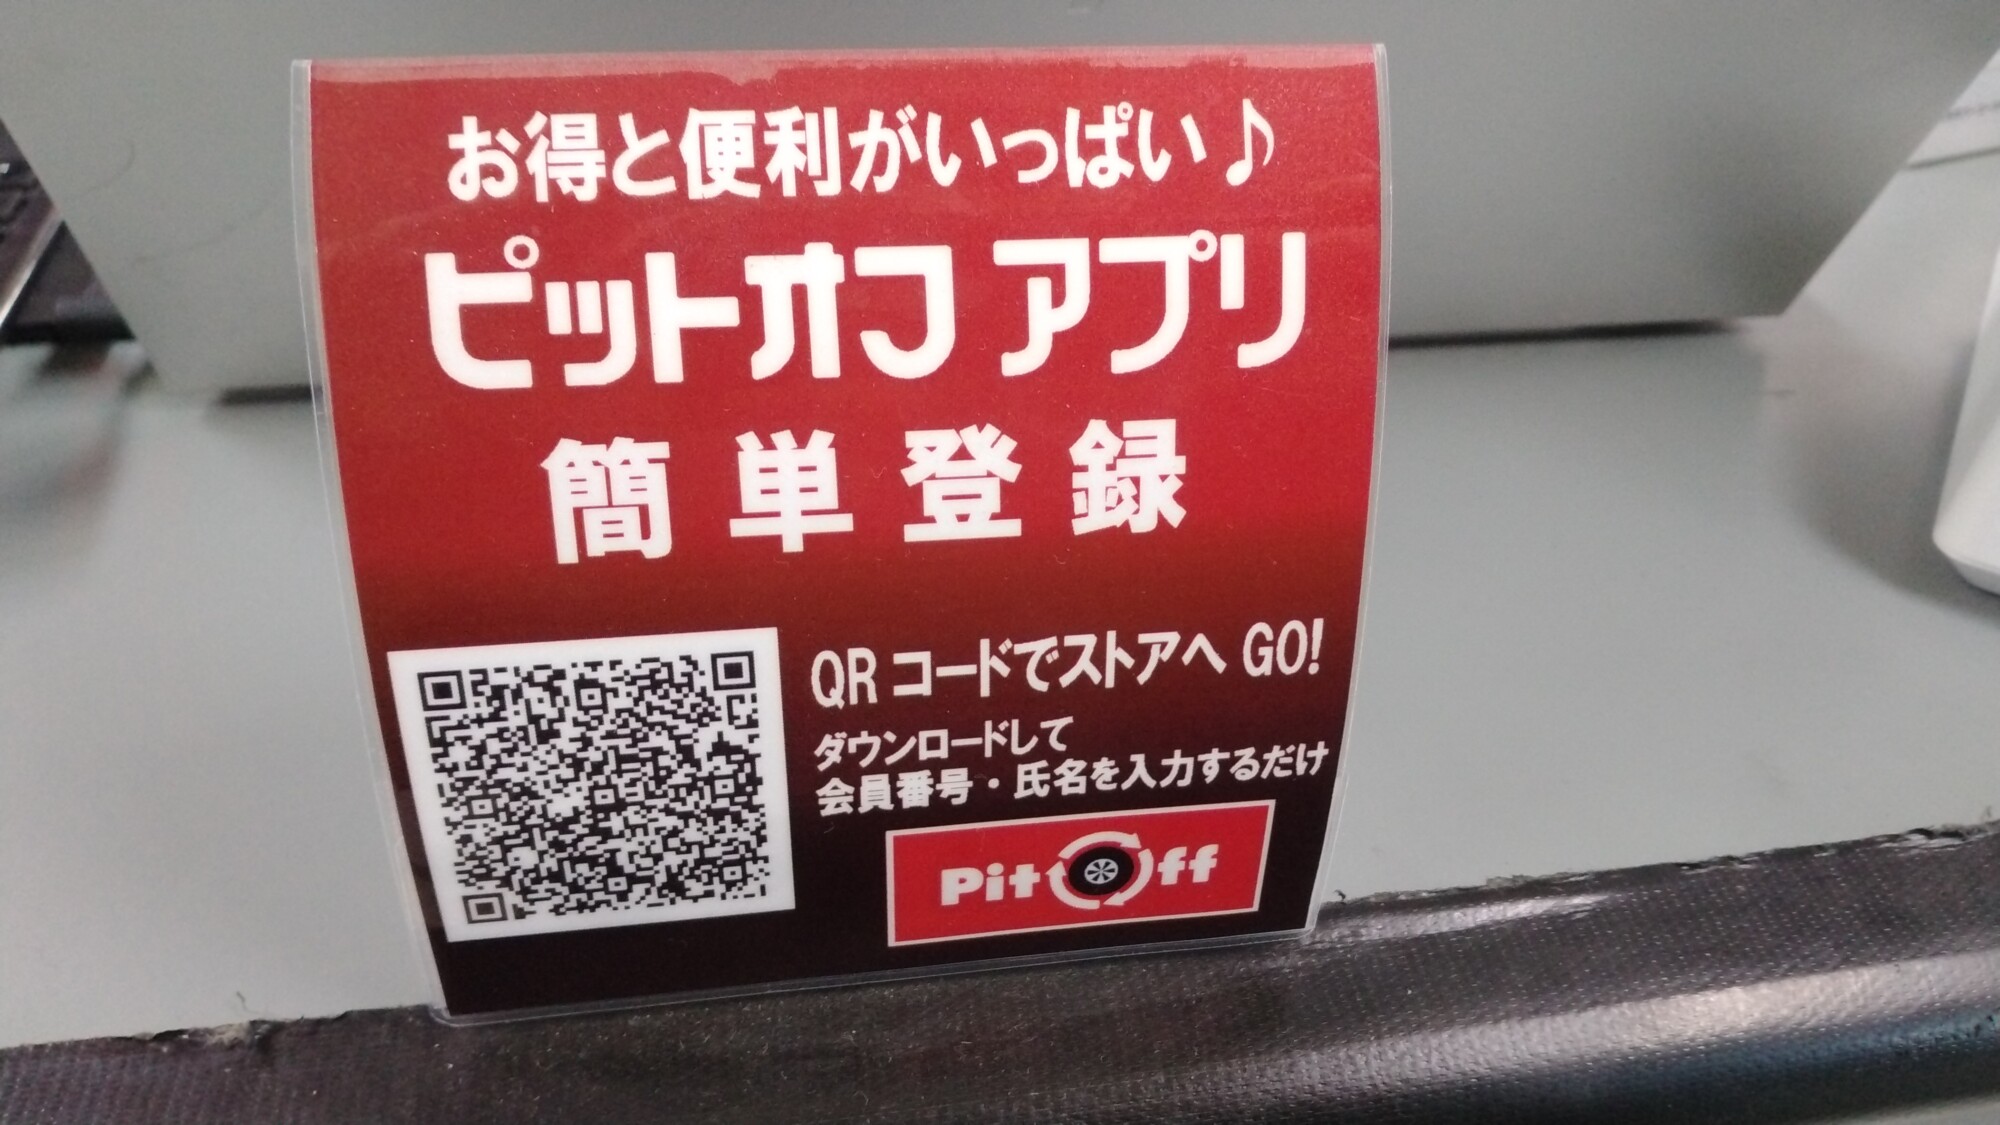 お得と便利がいっぱい♪
ピットオフ アプリ
簡単登録
QRコードでストアへ GO!
ダウンロードして
会員番号・氏名を入力するだけ
PitOff